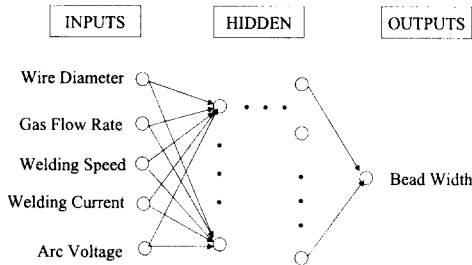 INPUTS HIDDEN OUTPUTS
Wire Diameter
Gas Flow Rate
Welding Speed
Welding Current
Bead Width
Arc Voltage